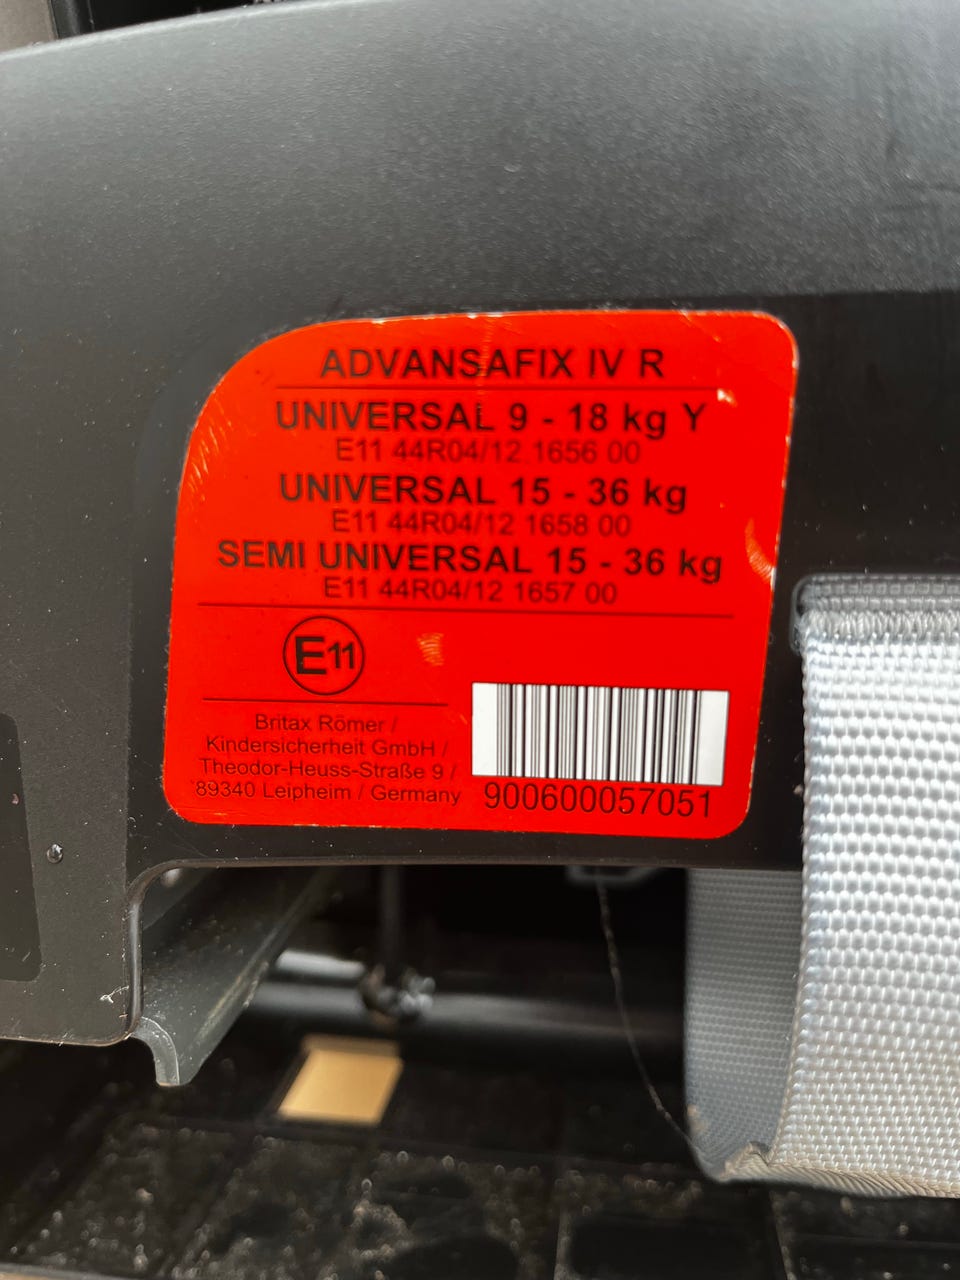 ADVANSAFIX IV R
UNIVERSAL 9 - 18 kg Y
E11 44R04/12 1656 00
UNIVERSAL 15 - 36 kg
E11 44R04/12 1658 00
SEMI UNIVERSAL 15 - 36 kg
E11 44R04/12 1657 00
E11
Britax Römer /
Kindersicherheit GmbH /
Theodor-Heuss-Straße 9 /
89340 Leipheim / Germany
900600057051